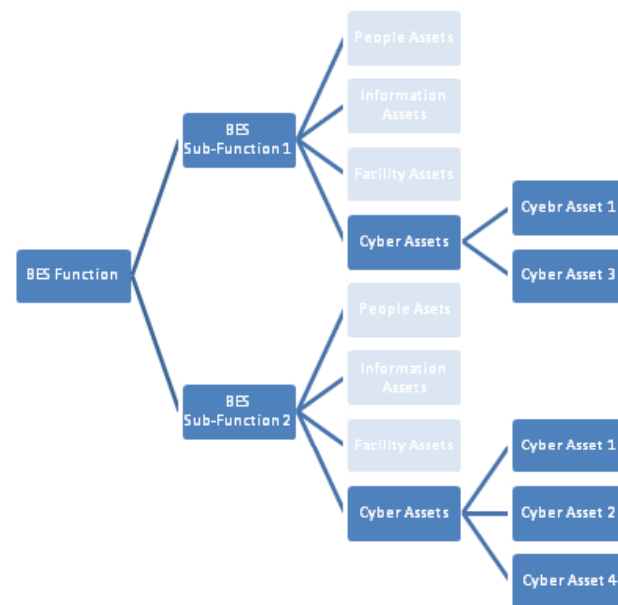 People Assets
Information
Assets
BES
Sub-Function 1
Facility Assets
Cyebr Asset 1
Cyber Assets
BES Function
Cyber Asset 3
People Asets
Information
Assets
BES
Sub-Function 2
Facility Assets
Cyber Asset 1
Cyber Assets
Cyber Asset 2
Cyber Asset 4